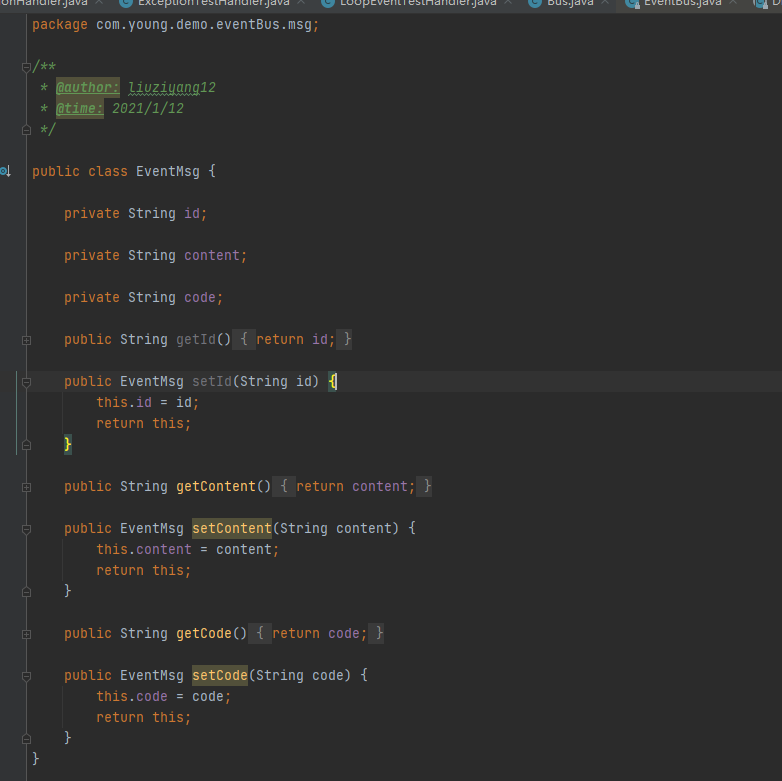 ionHandler.java ExceptionTestHandler.java LoopEventTestHandler.java Bus.java EventBus.java
package com.young.demo.eventBus.msg;
/**
* @author: liuziyang12
* @time: 2021/1/12
*/
public class EventMsg {
private String id;
private String content;
private String code;
public String getId() { return id; }
public EventMsg setId(String id) {
this.id = id;
return this;
}
public String getContent() { return content; }
public EventMsg setContent(String content) {
this.content = content;
return this;
}
public String getCode() { return code; }
public EventMsg setCode(String code) {
this.code = code;
return this;
}
}